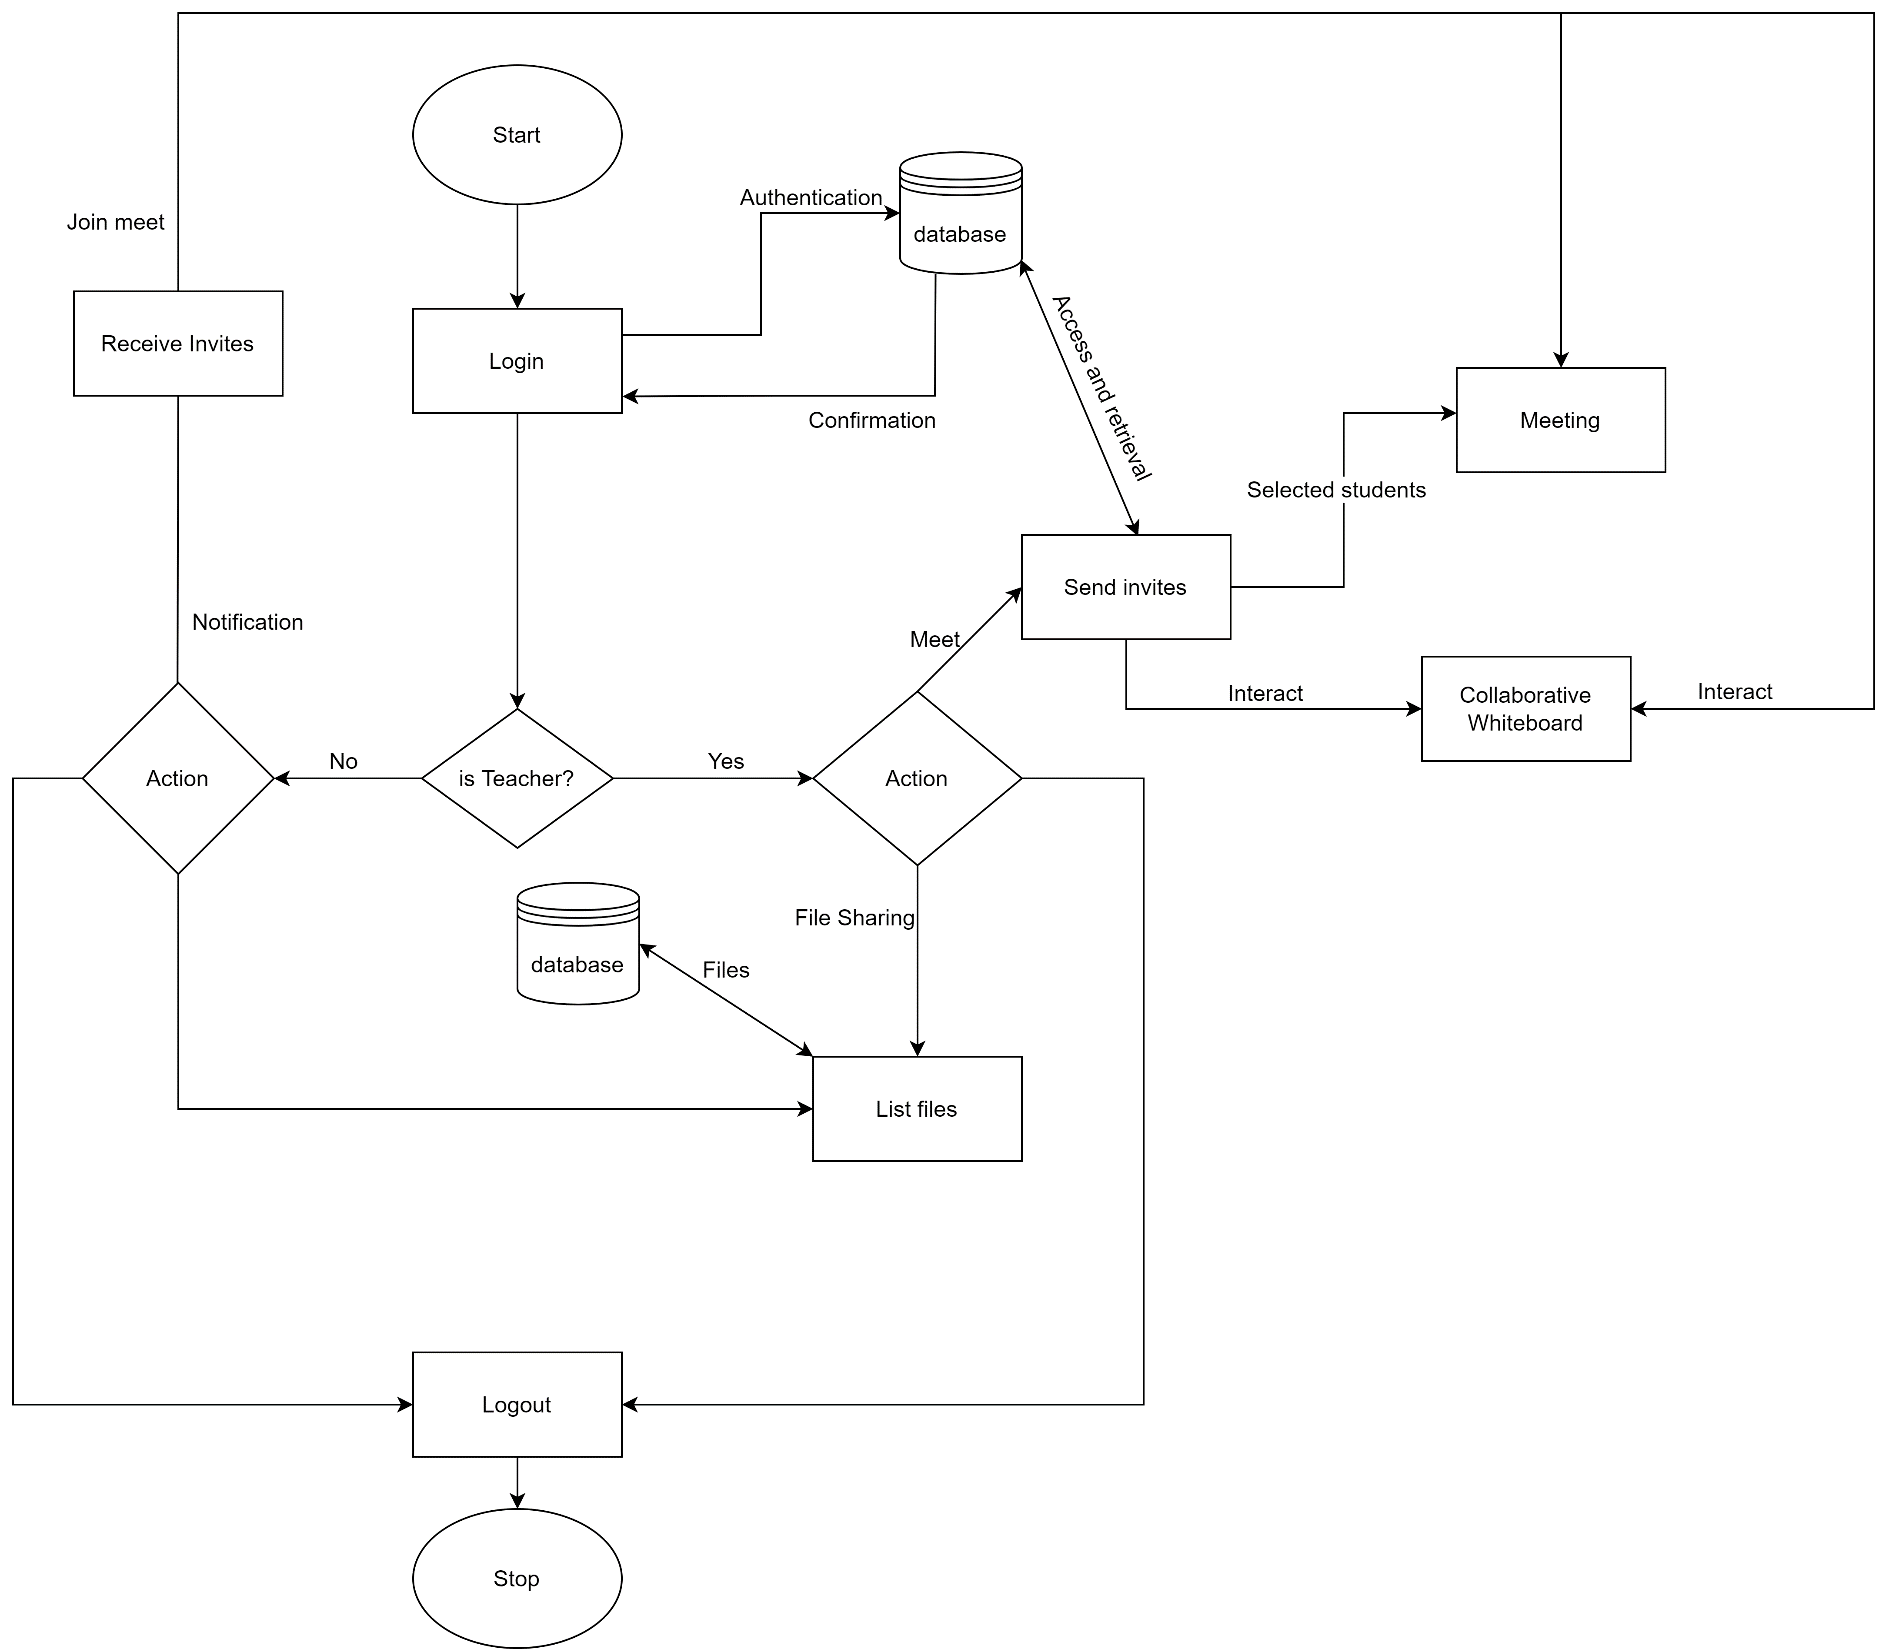 Start
Join meet
Authentication
database
Receive Invites
Login
Confirmation
Access and retrieval
Meeting
Selected students
Send invites
Notification
Meet
Interact
Collaborative
Whiteboard
Interact
Action
No
is Teacher?
Yes
Action
File Sharing
database
Files
List files
Logout
Stop